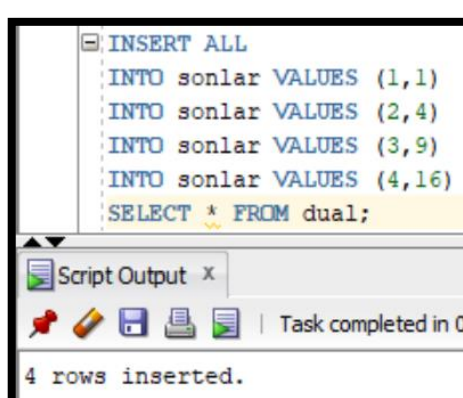 INSERT ALL
INTO sonlar VALUES (1,1)
INTO sonlar VALUES (2,4)
INTO sonlar VALUES (3,9)
INTO sonlar VALUES (4,16)
SELECT * FROM dual;
Script Output x
Task completed in 0
4 rows inserted.